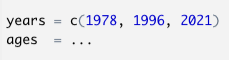 years = c(1978, 1996, 2021)
ages  = ...